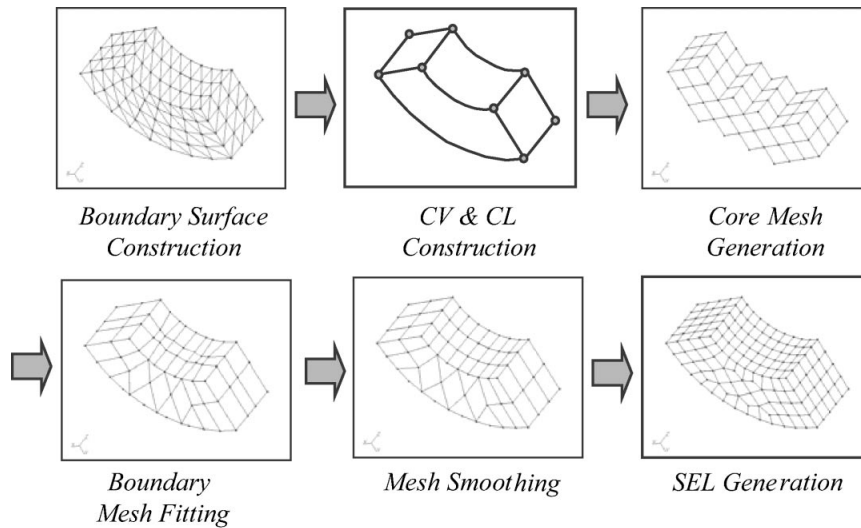 Boundary Surface
Construction
CV & CL
Construction
Core Mesh
Generation
Boundary
Mesh Fitting
Mesh Smoothing
SEL Generation